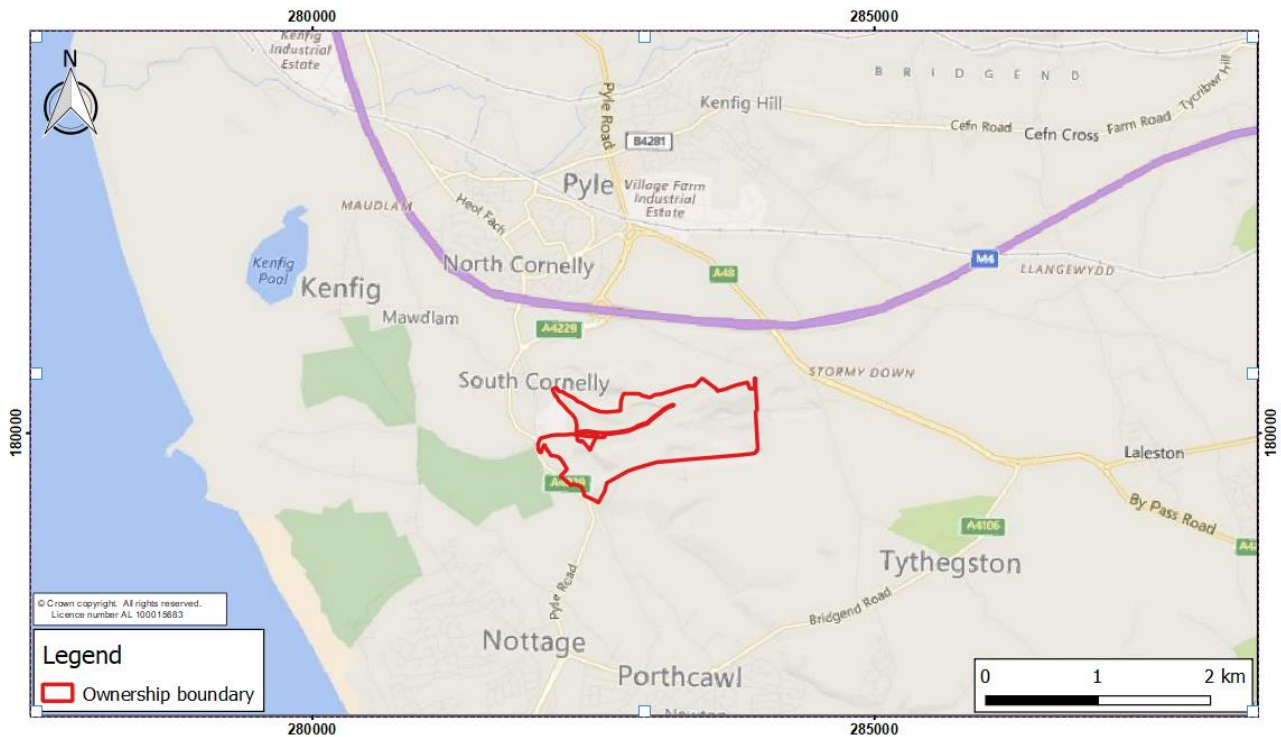 280000
285000
N
Kenfig
Industrial
Estate
BRIDGEND
Pyle Road
Kenfig Hill
Tycribwr Hill
Cefn Road
Cefn Cross
Farm Road
B4281
Pyle
Village Farm
Industrial
Estate
MAUDLAM
Heol Fach
Kenfig
Pool
North Cornelly
A48
M4
LLANGEWYDD
Kenfig
Mawdlam
A4229
South Cornelly
STORMY DOWN
180000
180000
Laleston
A4229
By Pass Road
A4106
Tythegston
Pyle Road
Bridgend Road
© Crown copyright. All rights reserved.
Licence number AL 100015683
Nottage
Legend
Ownership boundary
Porthcawl
Newton
0 1 2 km
280000
285000